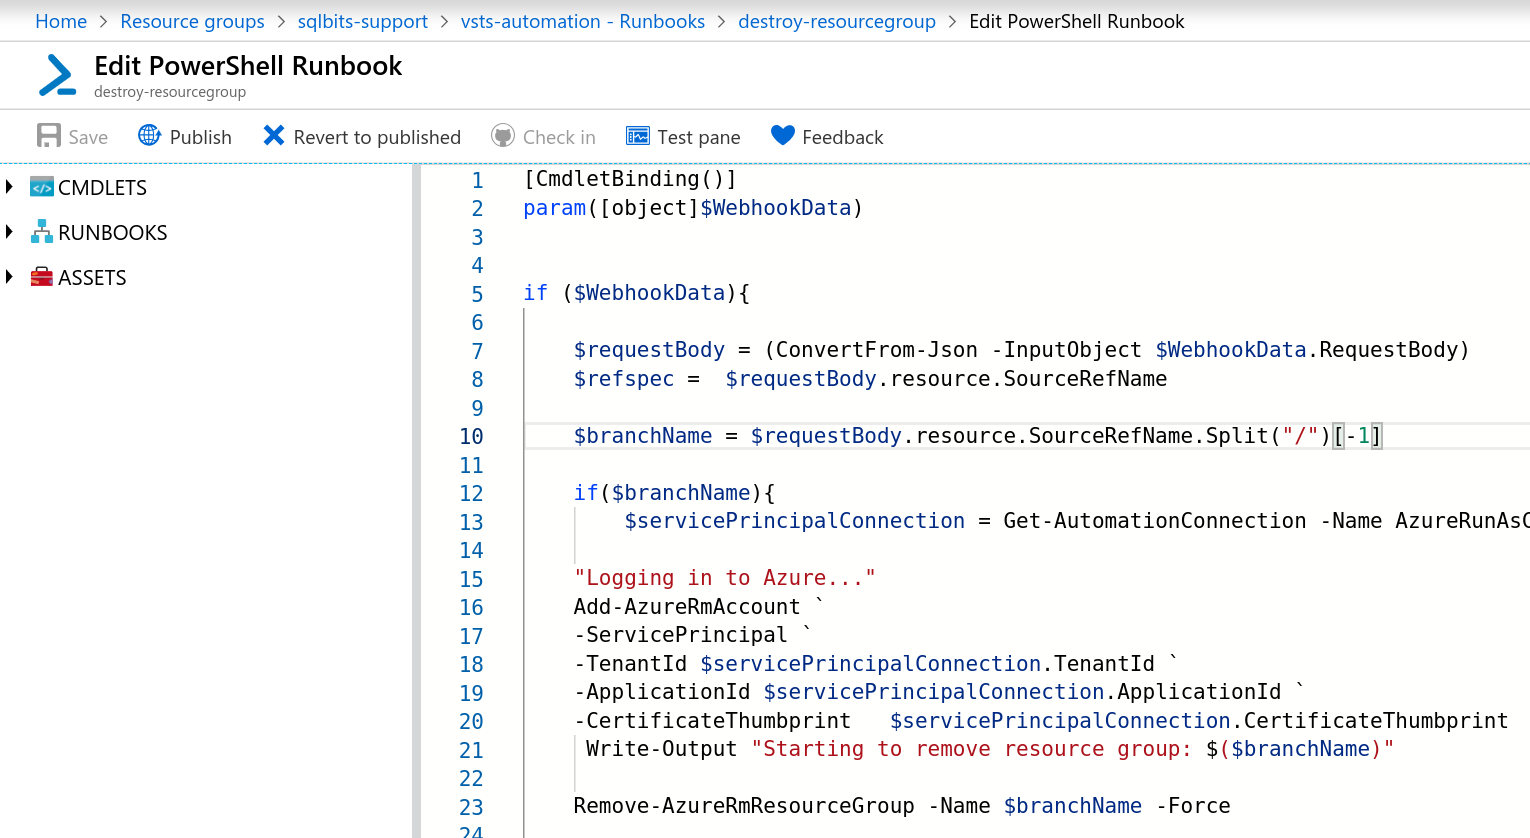 Home > Resource groups > sqlbits-support > vsts-automation - Runbooks > destroy-resourcegroup > Edit PowerShell Runbook
Edit PowerShell Runbook
destroy-resourcegroup
Save Publish Revert to published Check in Test pane Feedback
CMDLETS
RUNBOOKS
ASSETS
1 [CmdletBinding()]
2 param([object]$WebhookData)
3
4
5 if ($WebhookData){
6
7 $requestBody = (ConvertFrom-Json -InputObject $WebhookData.RequestBody)
8 $refspec =  $requestBody.resource.SourceRefName
9
10 $branchName = $requestBody.resource.SourceRefName.Split("/")[-1]
11
12 if($branchName){
13 $servicePrincipalConnection = Get-AutomationConnection -Name AzureRunAsC
14
15 "Logging in to Azure..."
16 Add-AzureRmAccount `
17 -ServicePrincipal `
18 -TenantId $servicePrincipalConnection.TenantId `
19 -ApplicationId $servicePrincipalConnection.ApplicationId `
20 -CertificateThumbprint   $servicePrincipalConnection.CertificateThumbprint
21 Write-Output "Starting to remove resource group: $($branchName)"
22
23 Remove-AzureRmResourceGroup -Name $branchName -Force
24